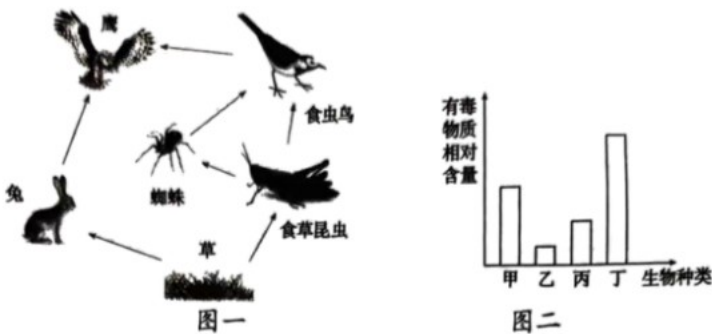 鹰
食虫鸟
蜘蛛
兔
食草昆虫
草
图一
有毒
物质
相对
含量
甲 乙 丙 丁 生物种类
图二